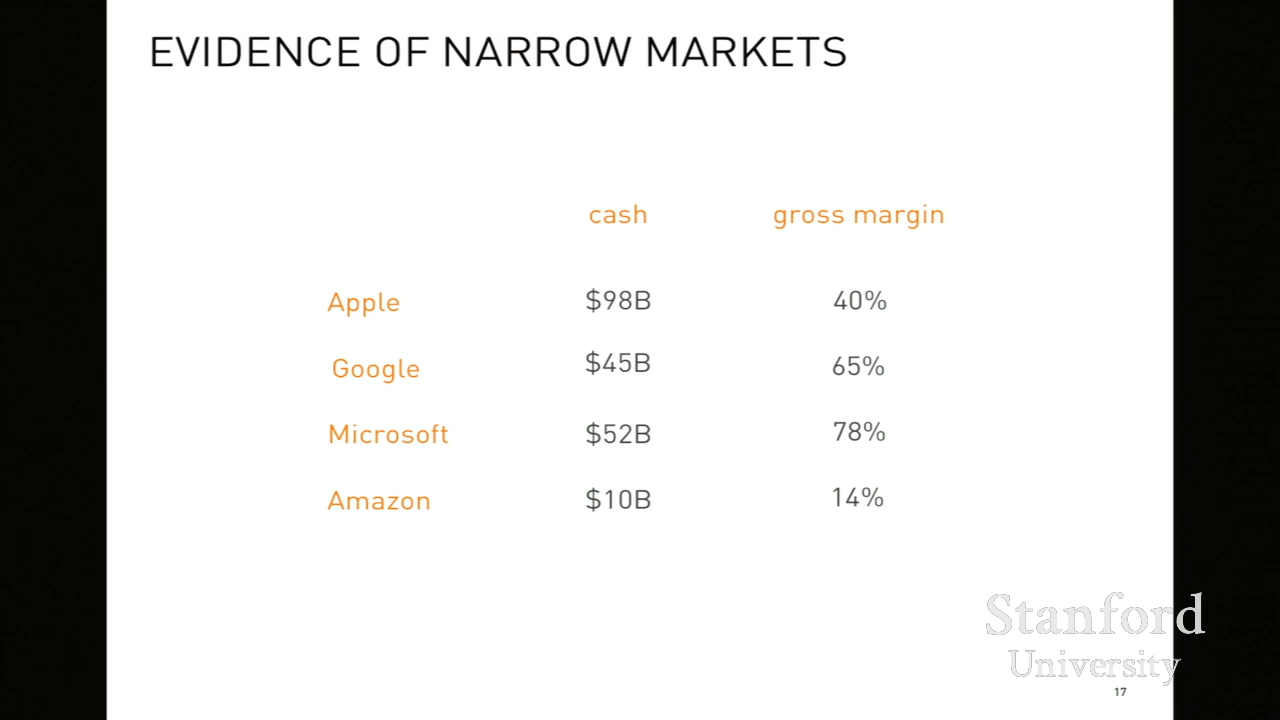 EVIDENCE OF NARROW MARKETS
cash gross margin
Apple $98B 40%
Google $45B 65%
Microsoft $52B 78%
Amazon $10B 14%
Stanford
University
17